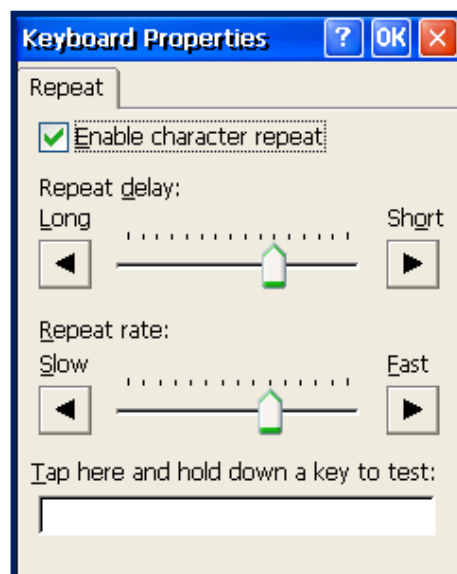 Keyboard Properties ? OK ×
Repeat
Enable character repeat
Repeat delay:
Long Short
Repeat rate:
Slow Fast
Tap here and hold down a key to test: